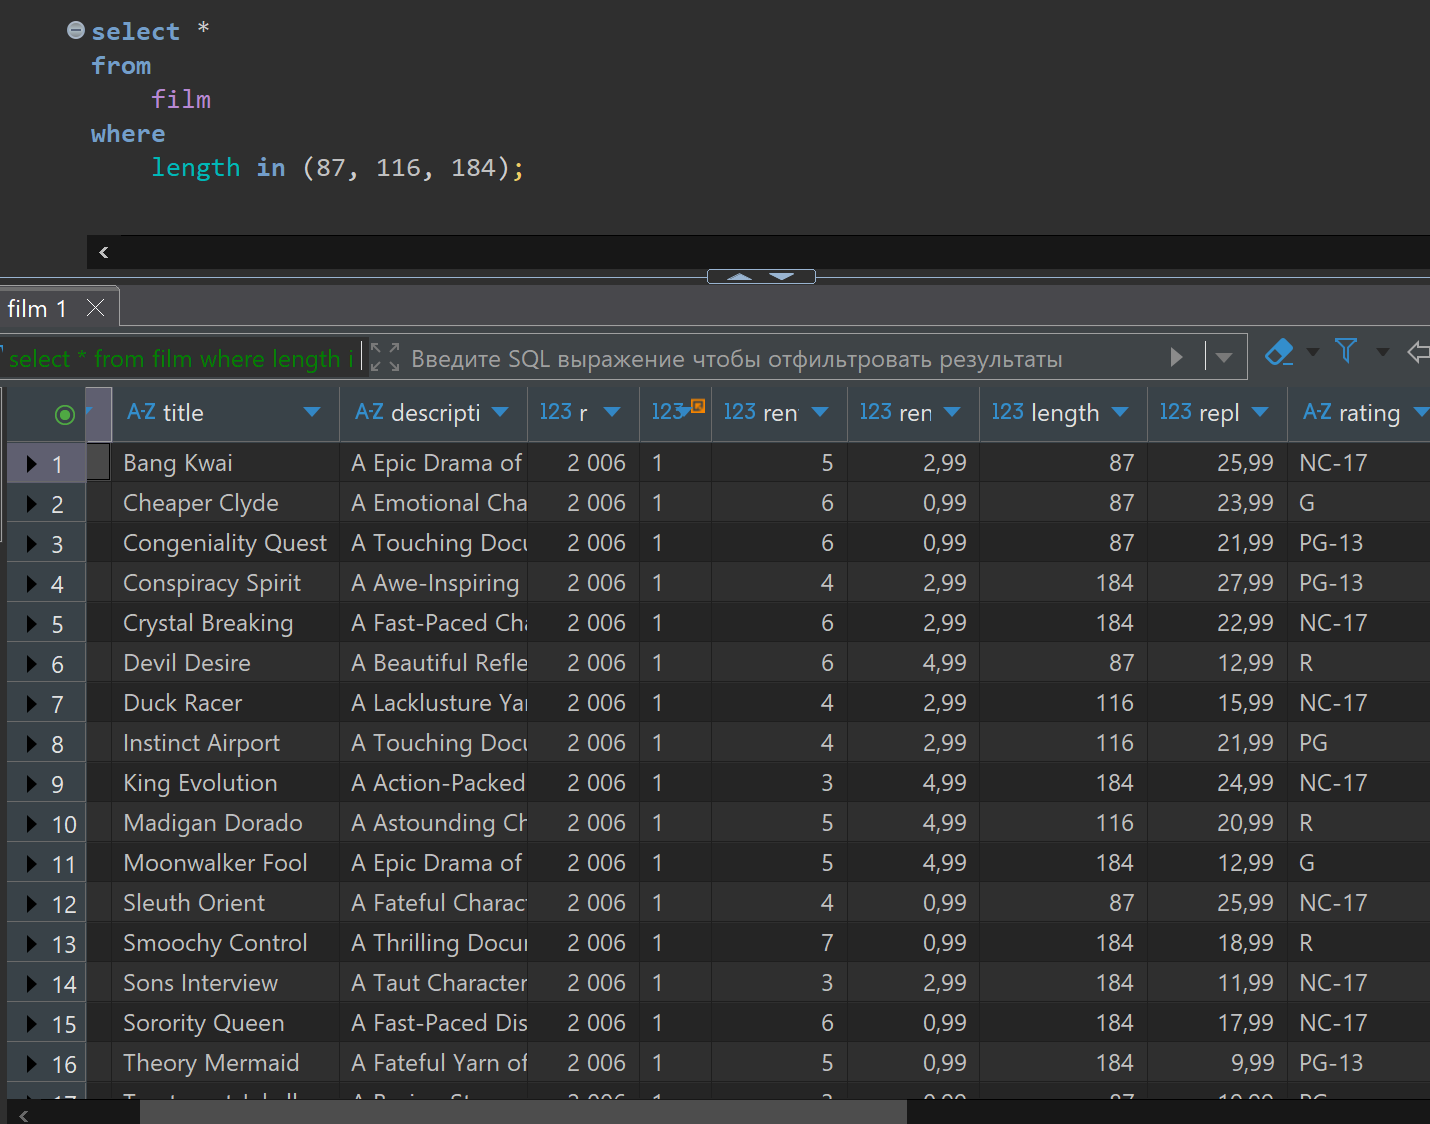 select *
from
film
where
length in (87, 116, 184);
film 1
select * from film where length i
Введите SQL выражение чтобы отфильтровать результаты
A-Z title A-Z descripti 123 r 123 123 ren 123 ren 123 length 123 repl A-Z rating
1 Bang Kwai A Epic Drama of 2 006 1 5 2,99 87 25,99 NC-17
2 Cheaper Clyde A Emotional Cha 2 006 1 6 0,99 87 23,99 G
3 Congeniality Quest A Touching Docu 2 006 1 6 0,99 87 21,99 PG-13
4 Conspiracy Spirit A Awe-Inspiring 2 006 1 4 2,99 184 27,99 PG-13
5 Crystal Breaking A Fast-Paced Cha 2 006 1 6 2,99 184 22,99 NC-17
6 Devil Desire A Beautiful Refle 2 006 1 6 4,99 87 12,99 R
7 Duck Racer A Lacklusture Yar 2 006 1 4 2,99 116 15,99 NC-17
8 Instinct Airport A Touching Docu 2 006 1 4 2,99 116 21,99 PG
9 King Evolution A Action-Packed 2 006 1 3 4,99 184 24,99 NC-17
10 Madigan Dorado A Astounding Ch 2 006 1 5 4,99 116 20,99 R
11 Moonwalker Fool A Epic Drama of 2 006 1 5 4,99 184 12,99 G
12 Sleuth Orient A Fateful Charac 2 006 1 4 0,99 87 25,99 NC-17
13 Smoochy Control A Thrilling Docu 2 006 1 7 0,99 184 18,99 R
14 Sons Interview A Taut Character 2 006 1 3 2,99 184 11,99 NC-17
15 Sorority Queen A Fast-Paced Dis 2 006 1 6 0,99 184 17,99 NC-17
16 Theory Mermaid A Fateful Yarn of 2 006 1 5 0,99 184 9,99 PG-13